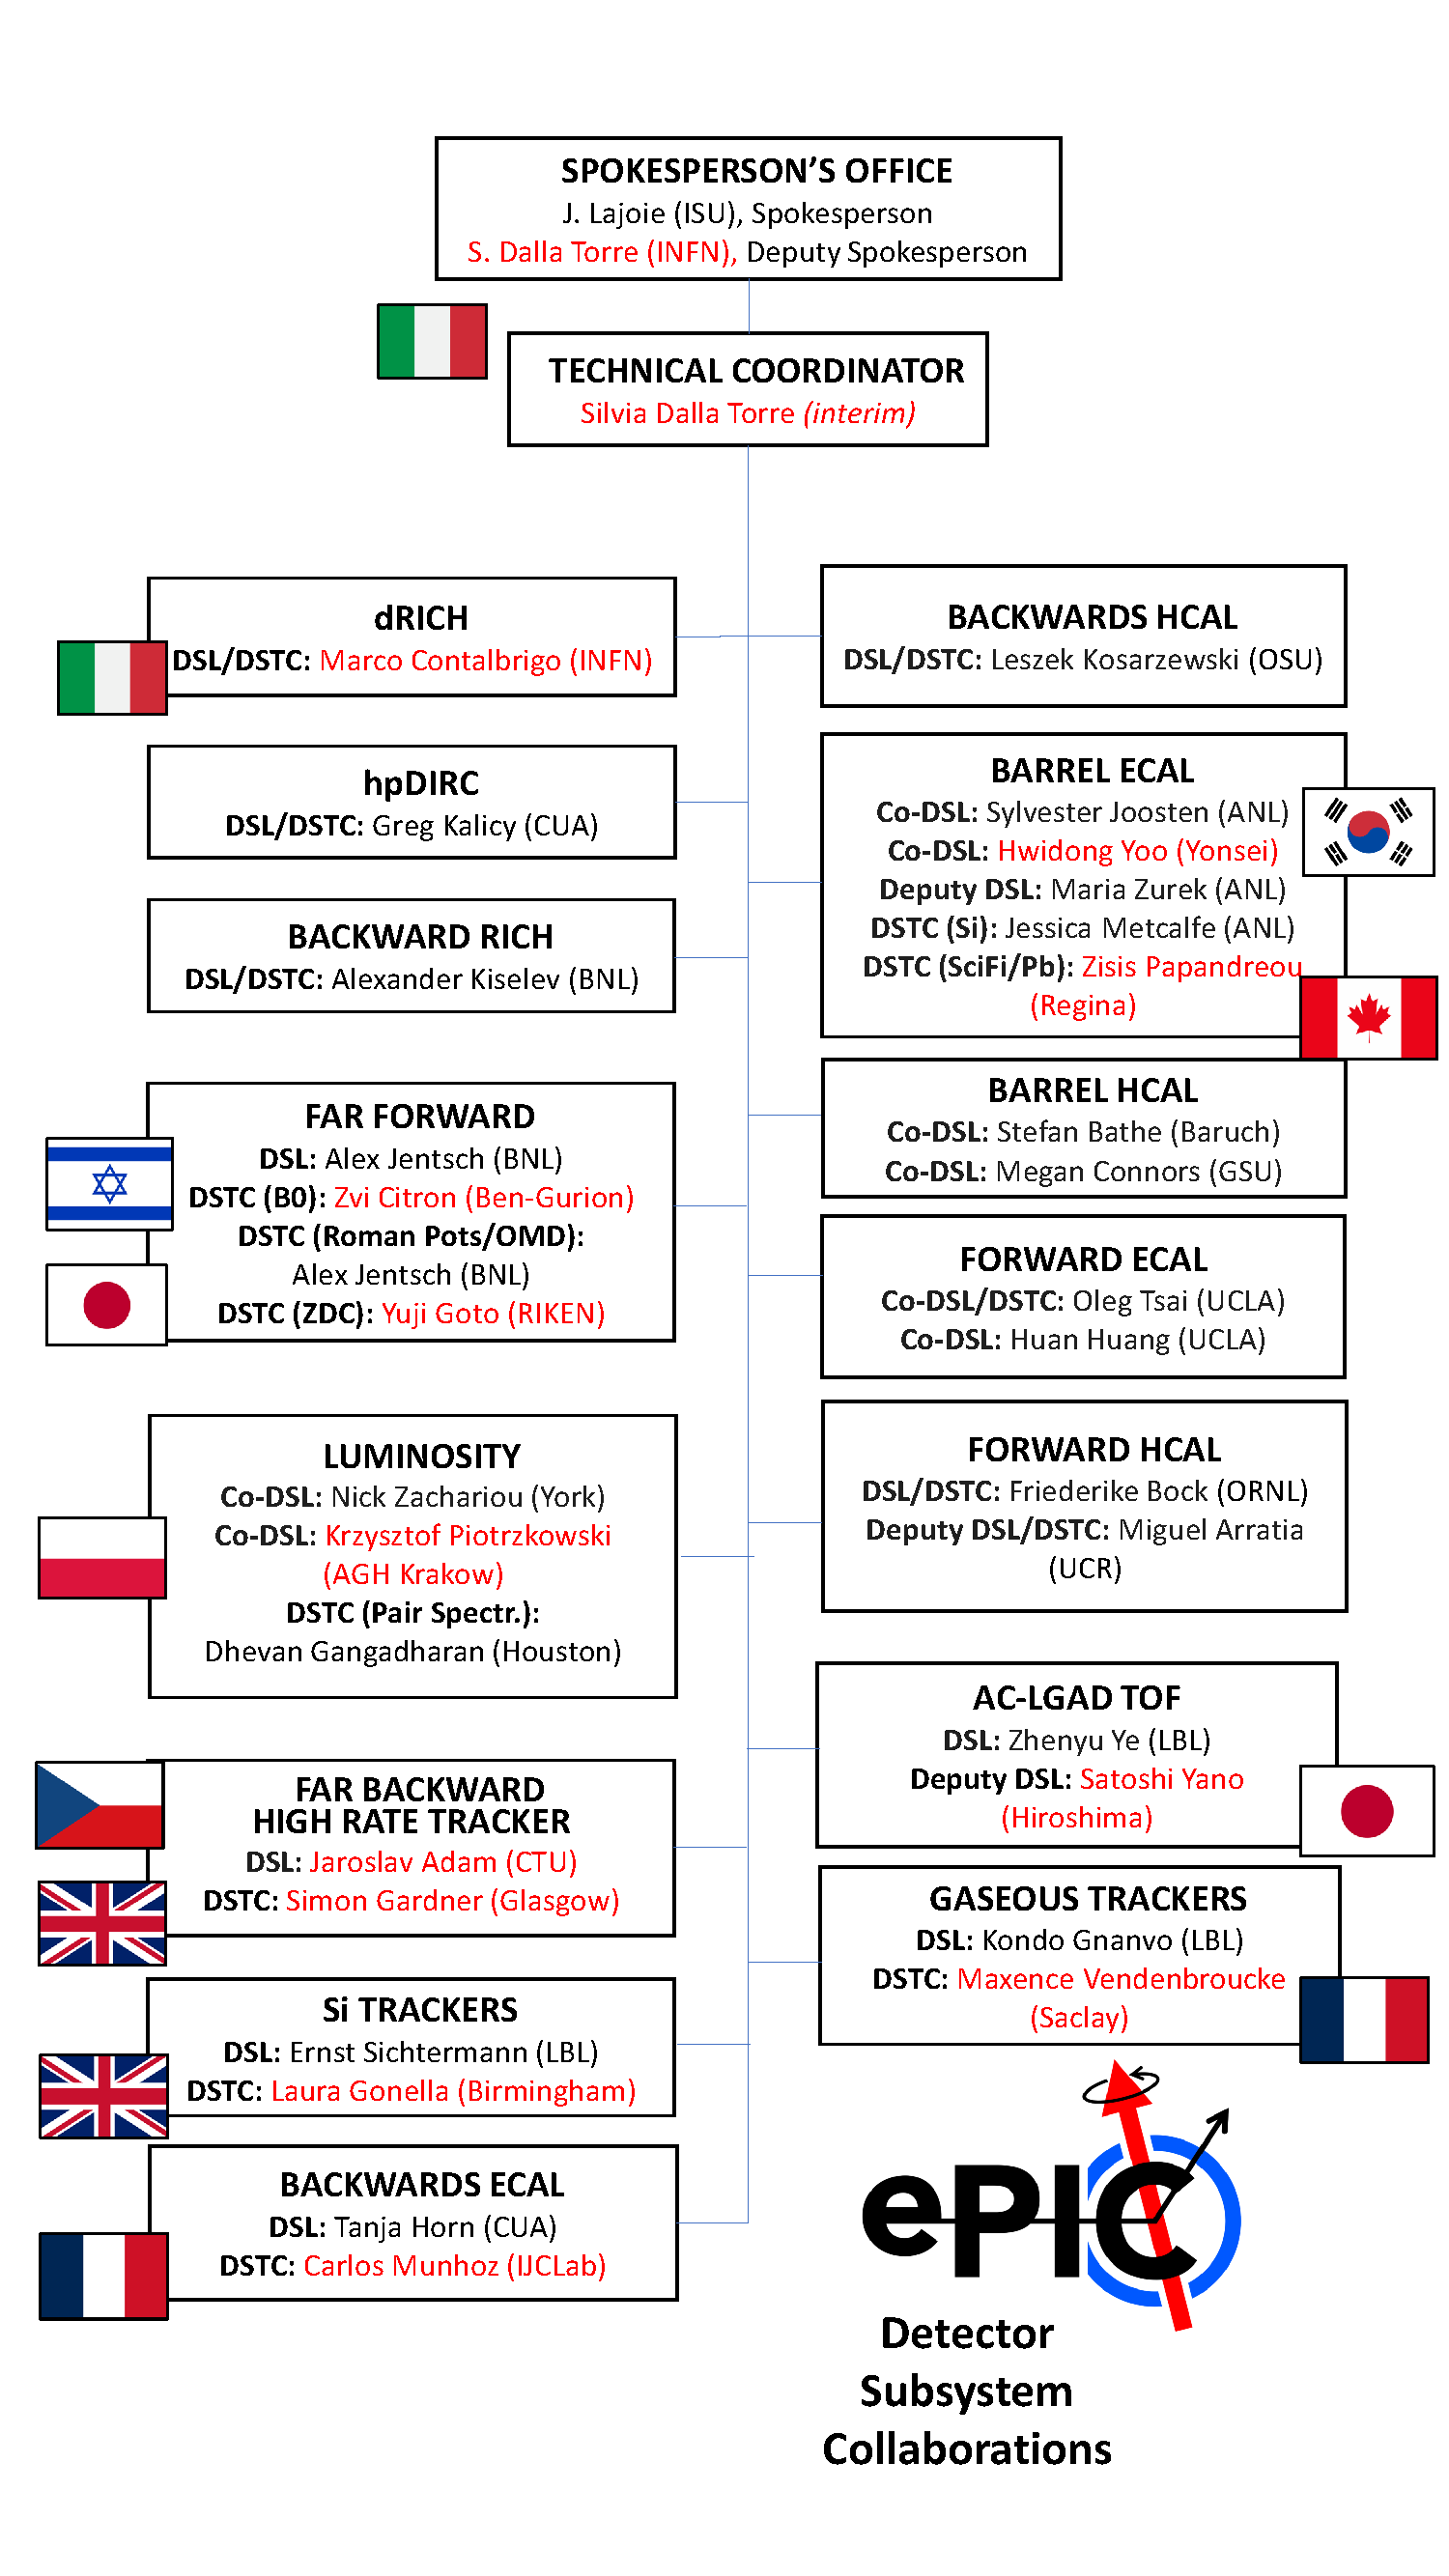 SPOKESPERSON’S OFFICE
J. Lajoie (ISU), Spokesperson
S. Dalla Torre (INFN), Deputy Spokesperson
TECHNICAL COORDINATOR
Silvia Dalla Torre (interim)
dRICH
DSL/DSTC: Marco Contalbrigo (INFN)
hpDIRC
DSL/DSTC: Greg Kalicy (CUA)
BACKWARD RICH
DSL/DSTC: Alexander Kiselev (BNL)
FAR FORWARD
DSL: Alex Jentsch (BNL)
DSTC (B0): Zvi Citron (Ben-Gurion)
DSTC (Roman Pots/OMD):
Alex Jentsch (BNL)
DSTC (ZDC): Yuji Goto (RIKEN)
LUMINOSITY
Co-DSL: Nick Zachariou (York)
Co-DSL: Krzysztof Piotrzkowski
(AGH Krakow)
DSTC (Pair Spectr.):
Dhevan Gangadharan (Houston)
FAR BACKWARD
HIGH RATE TRACKER
DSL: Jaroslav Adam (CTU)
DSTC: Simon Gardner (Glasgow)
Si TRACKERS
DSL: Ernst Sichtermann (LBL)
DSTC: Laura Gonella (Birmingham)
BACKWARDS ECAL
DSL: Tanja Horn (CUA)
DSTC: Carlos Munhoz (IJCLab)
BACKWARDS HCAL
DSL/DSTC: Leszek Kosarzewski (OSU)
BARREL ECAL
Co-DSL: Sylvester Joosten (ANL)
Co-DSL: Hwidong Yoo (Yonsei)
Deputy DSL: Maria Zurek (ANL)
DSTC (Si): Jessica Metcalfe (ANL)
DSTC (SciFi/Pb): Zisis Papandreou
(Regina)
BARREL HCAL
Co-DSL: Stefan Bathe (Baruch)
Co-DSL: Megan Connors (GSU)
FORWARD ECAL
Co-DSL/DSTC: Oleg Tsai (UCLA)
Co-DSL: Huan Huang (UCLA)
FORWARD HCAL
DSL/DSTC: Friederike Bock (ORNL)
Deputy DSL/DSTC: Miguel Arratia
(UCR)
AC-LGAD TOF
DSL: Zhenyu Ye (LBL)
Deputy DSL: Satoshi Yano
(Hiroshima)
GASEOUS TRACKERS
DSL: Kondo Gnanvo (LBL)
DSTC: Maxence Vendenbroucke
(Saclay)
ePIC
Detector
Subsystem
Collaborations